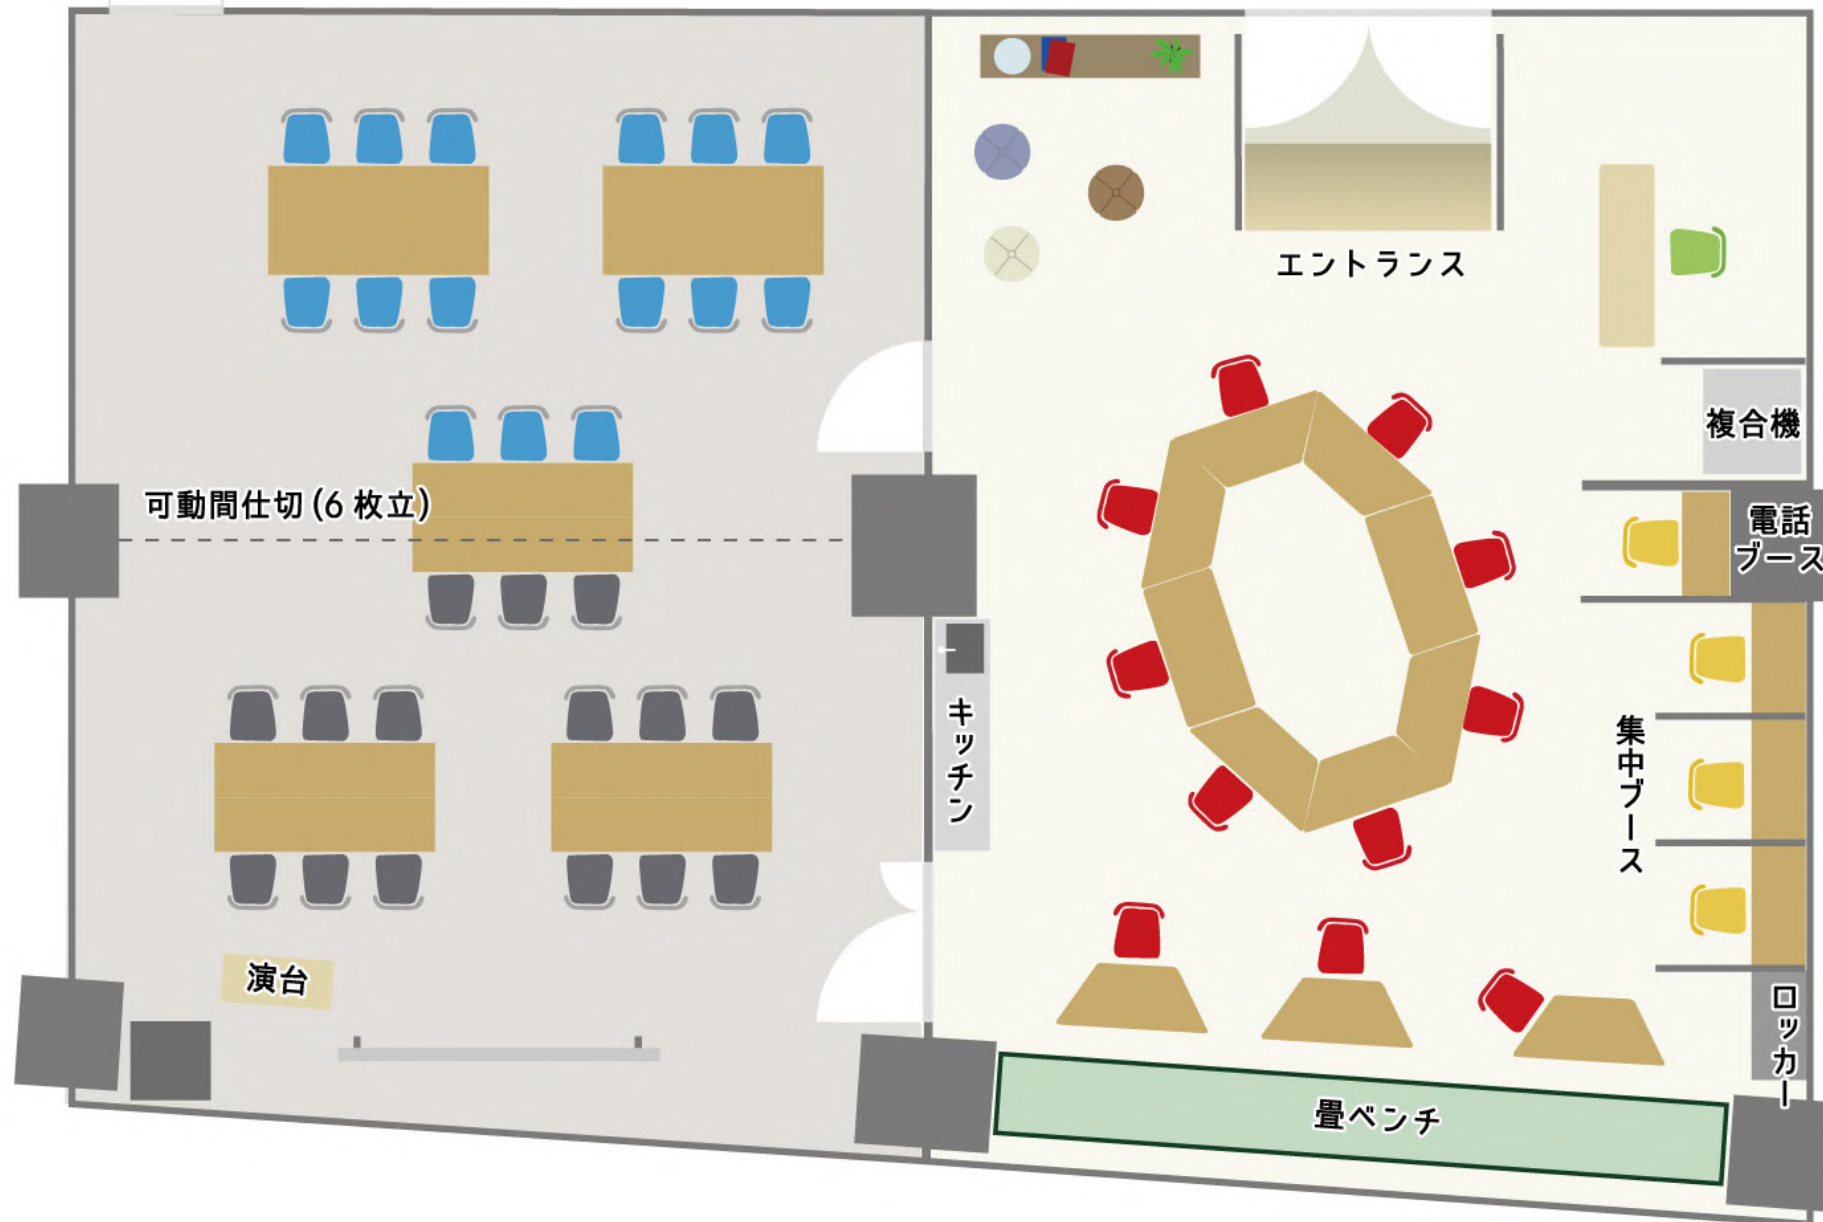 エントランス
複合機
可動間仕切(6枚立)
電話
ブース
キッチン
集中ブース
演台
ロッカー
畳ベンチ